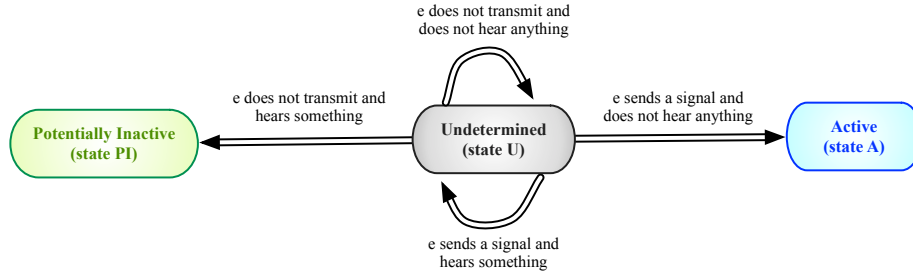 e does not transmit and
does not hear anything
e does not transmit and
hears something
e sends a signal and
does not hear anything
Potentially Inactive
(state PI)
Undetermined
(state U)
Active
(state A)
e sends a signal and
hears something